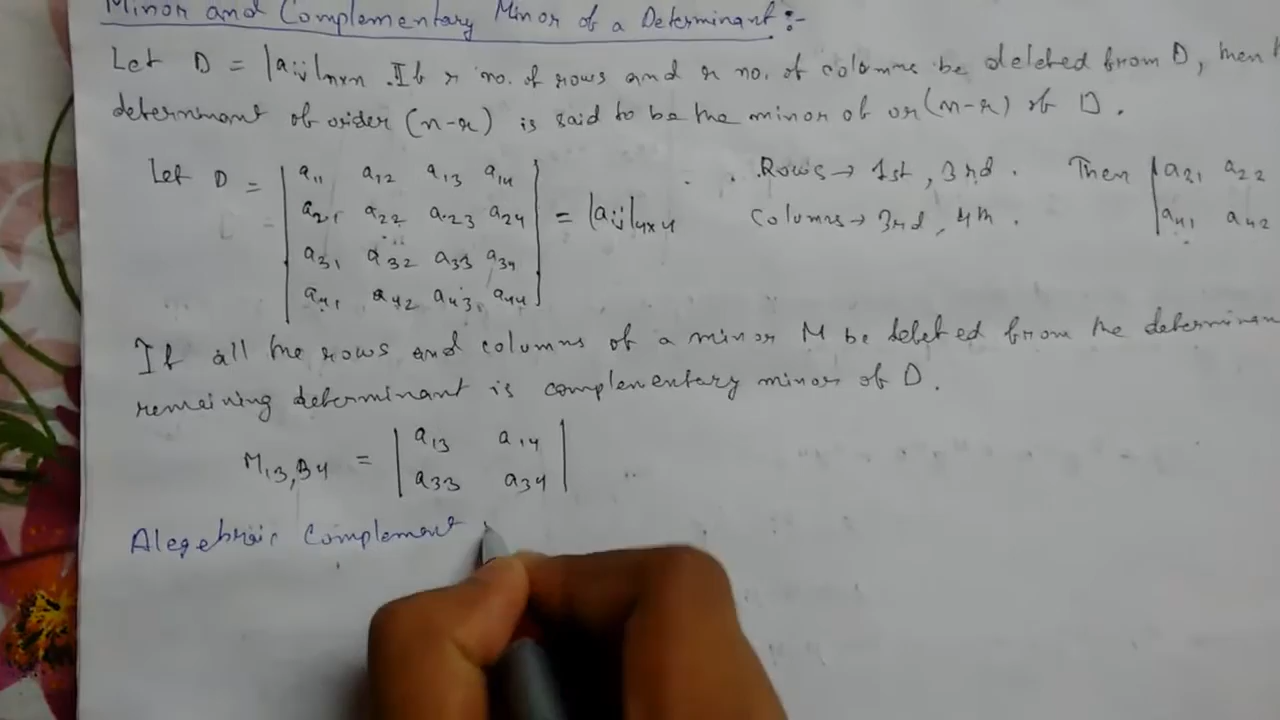 Minor and Complementary Minor of a Determinant :-
Let D = |aij|nxn . If r no. of rows and r no. of columns be deleted from D, then
determinant of order (n-r) is said to be the minor of or (n-r) of D.
Let D = | a11 a12 a13 a14 | Rows → 1st, 3rd. Then | a21 a22
| a21 a22 a23 a24 | = |aij|4x4 Columns → 3rd, 4th. | a41 a42
| a31 a32 a33 a34 |
| a41 a42 a43 a44 |
If all the rows and columns of a minor M be deleted from the determinan
remaining determinant is complementary minor of D.
M13,34 = | a13 a14 |
| a33 a34 |
Alegebraic Complement